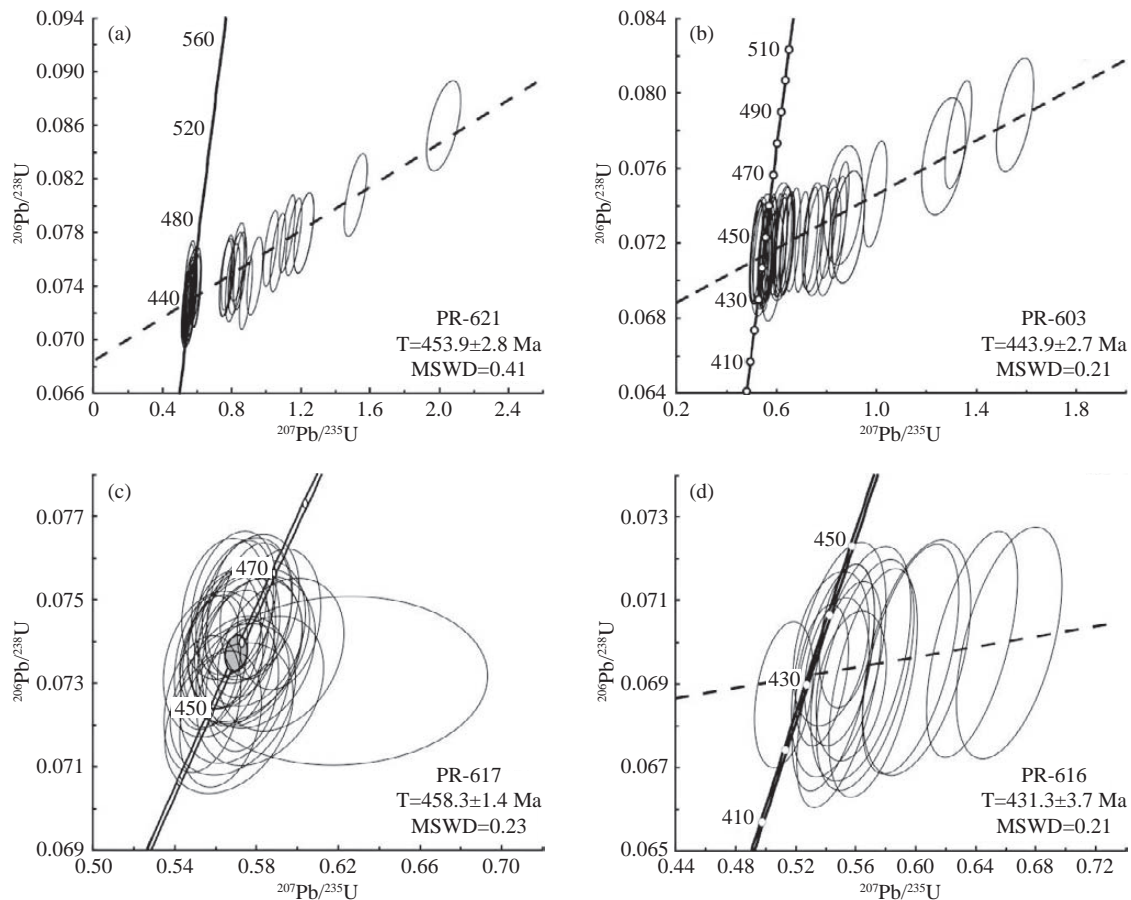 (a)
0.094
0.090
0.086
0.082
0.078
0.074
0.070
0.066
206Pb/238U
560
520
480
440
PR-621
T=453.9±2.8 Ma
MSWD=0.41
0 0.4 0.8 1.2 1.6 2.0 2.4
207Pb/235U
(b)
0.084
0.080
0.076
0.072
0.068
0.064
206Pb/238U
510
490
470
450
430
410
PR-603
T=443.9±2.7 Ma
MSWD=0.21
0.2 0.6 1.0 1.4 1.8
207Pb/235U
(c)
0.077
0.075
0.073
0.071
0.069
206Pb/238U
470
450
PR-617
T=458.3±1.4 Ma
MSWD=0.23
0.50 0.54 0.58 0.62 0.66 0.70
207Pb/235U
(d)
0.073
0.071
0.069
0.067
0.065
206Pb/238U
450
430
410
PR-616
T=431.3±3.7 Ma
MSWD=0.21
0.44 0.48 0.52 0.56 0.60 0.64 0.68 0.72
207Pb/235U